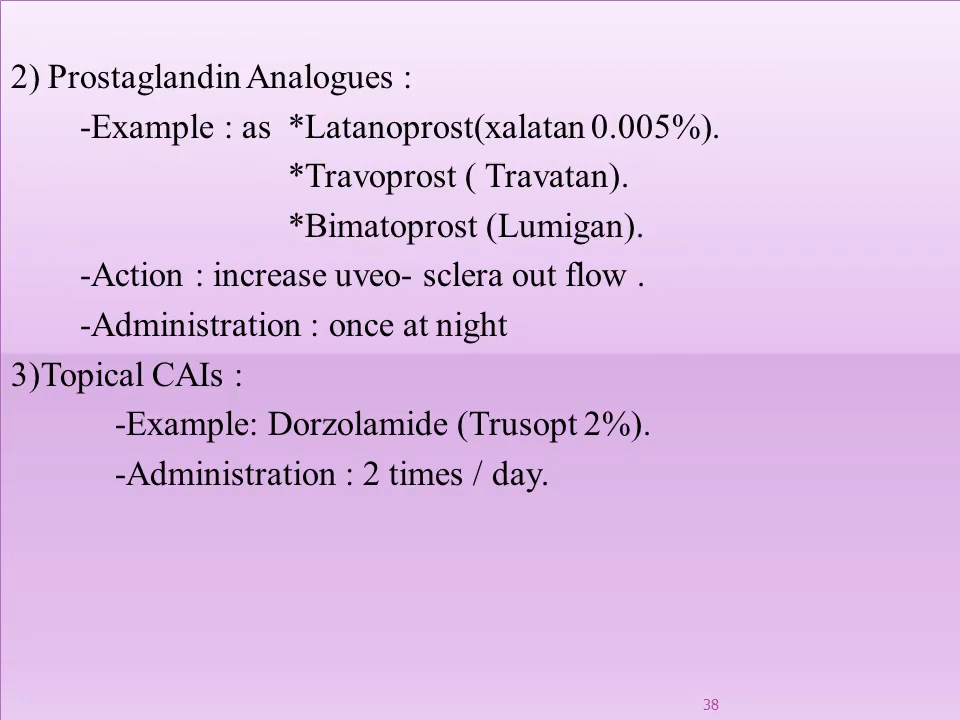 2) Prostaglandin Analogues :
-Example : as *Latanoprost(xalatan 0.005%).
*Travoprost ( Travatan).
*Bimatoprost (Lumigan).
-Action : increase uveo- sclera out flow .
-Administration : once at night
3)Topical CAIs :
-Example: Dorzolamide (Trusopt 2%).
-Administration : 2 times / day.
38